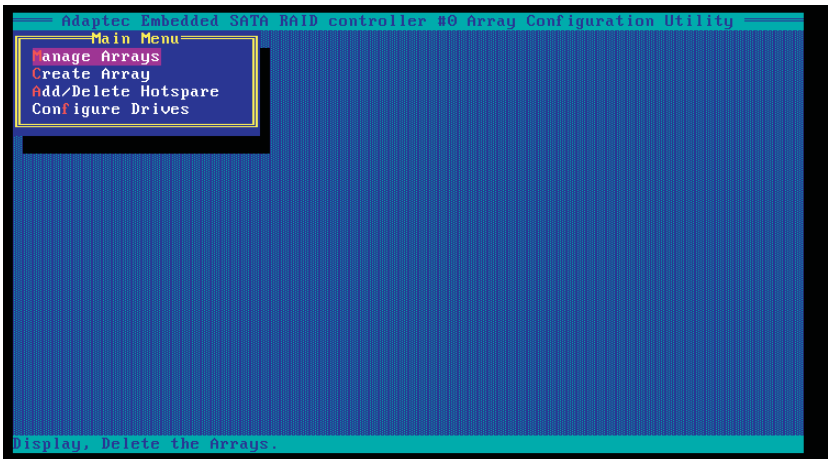 Adaptec Embedded SATA RAID controller #0 Array Configuration Utility
Main Menu
Manage Arrays
Create Array
Add/Delete Hotspare
Configure Drives
Display, Delete the Arrays.